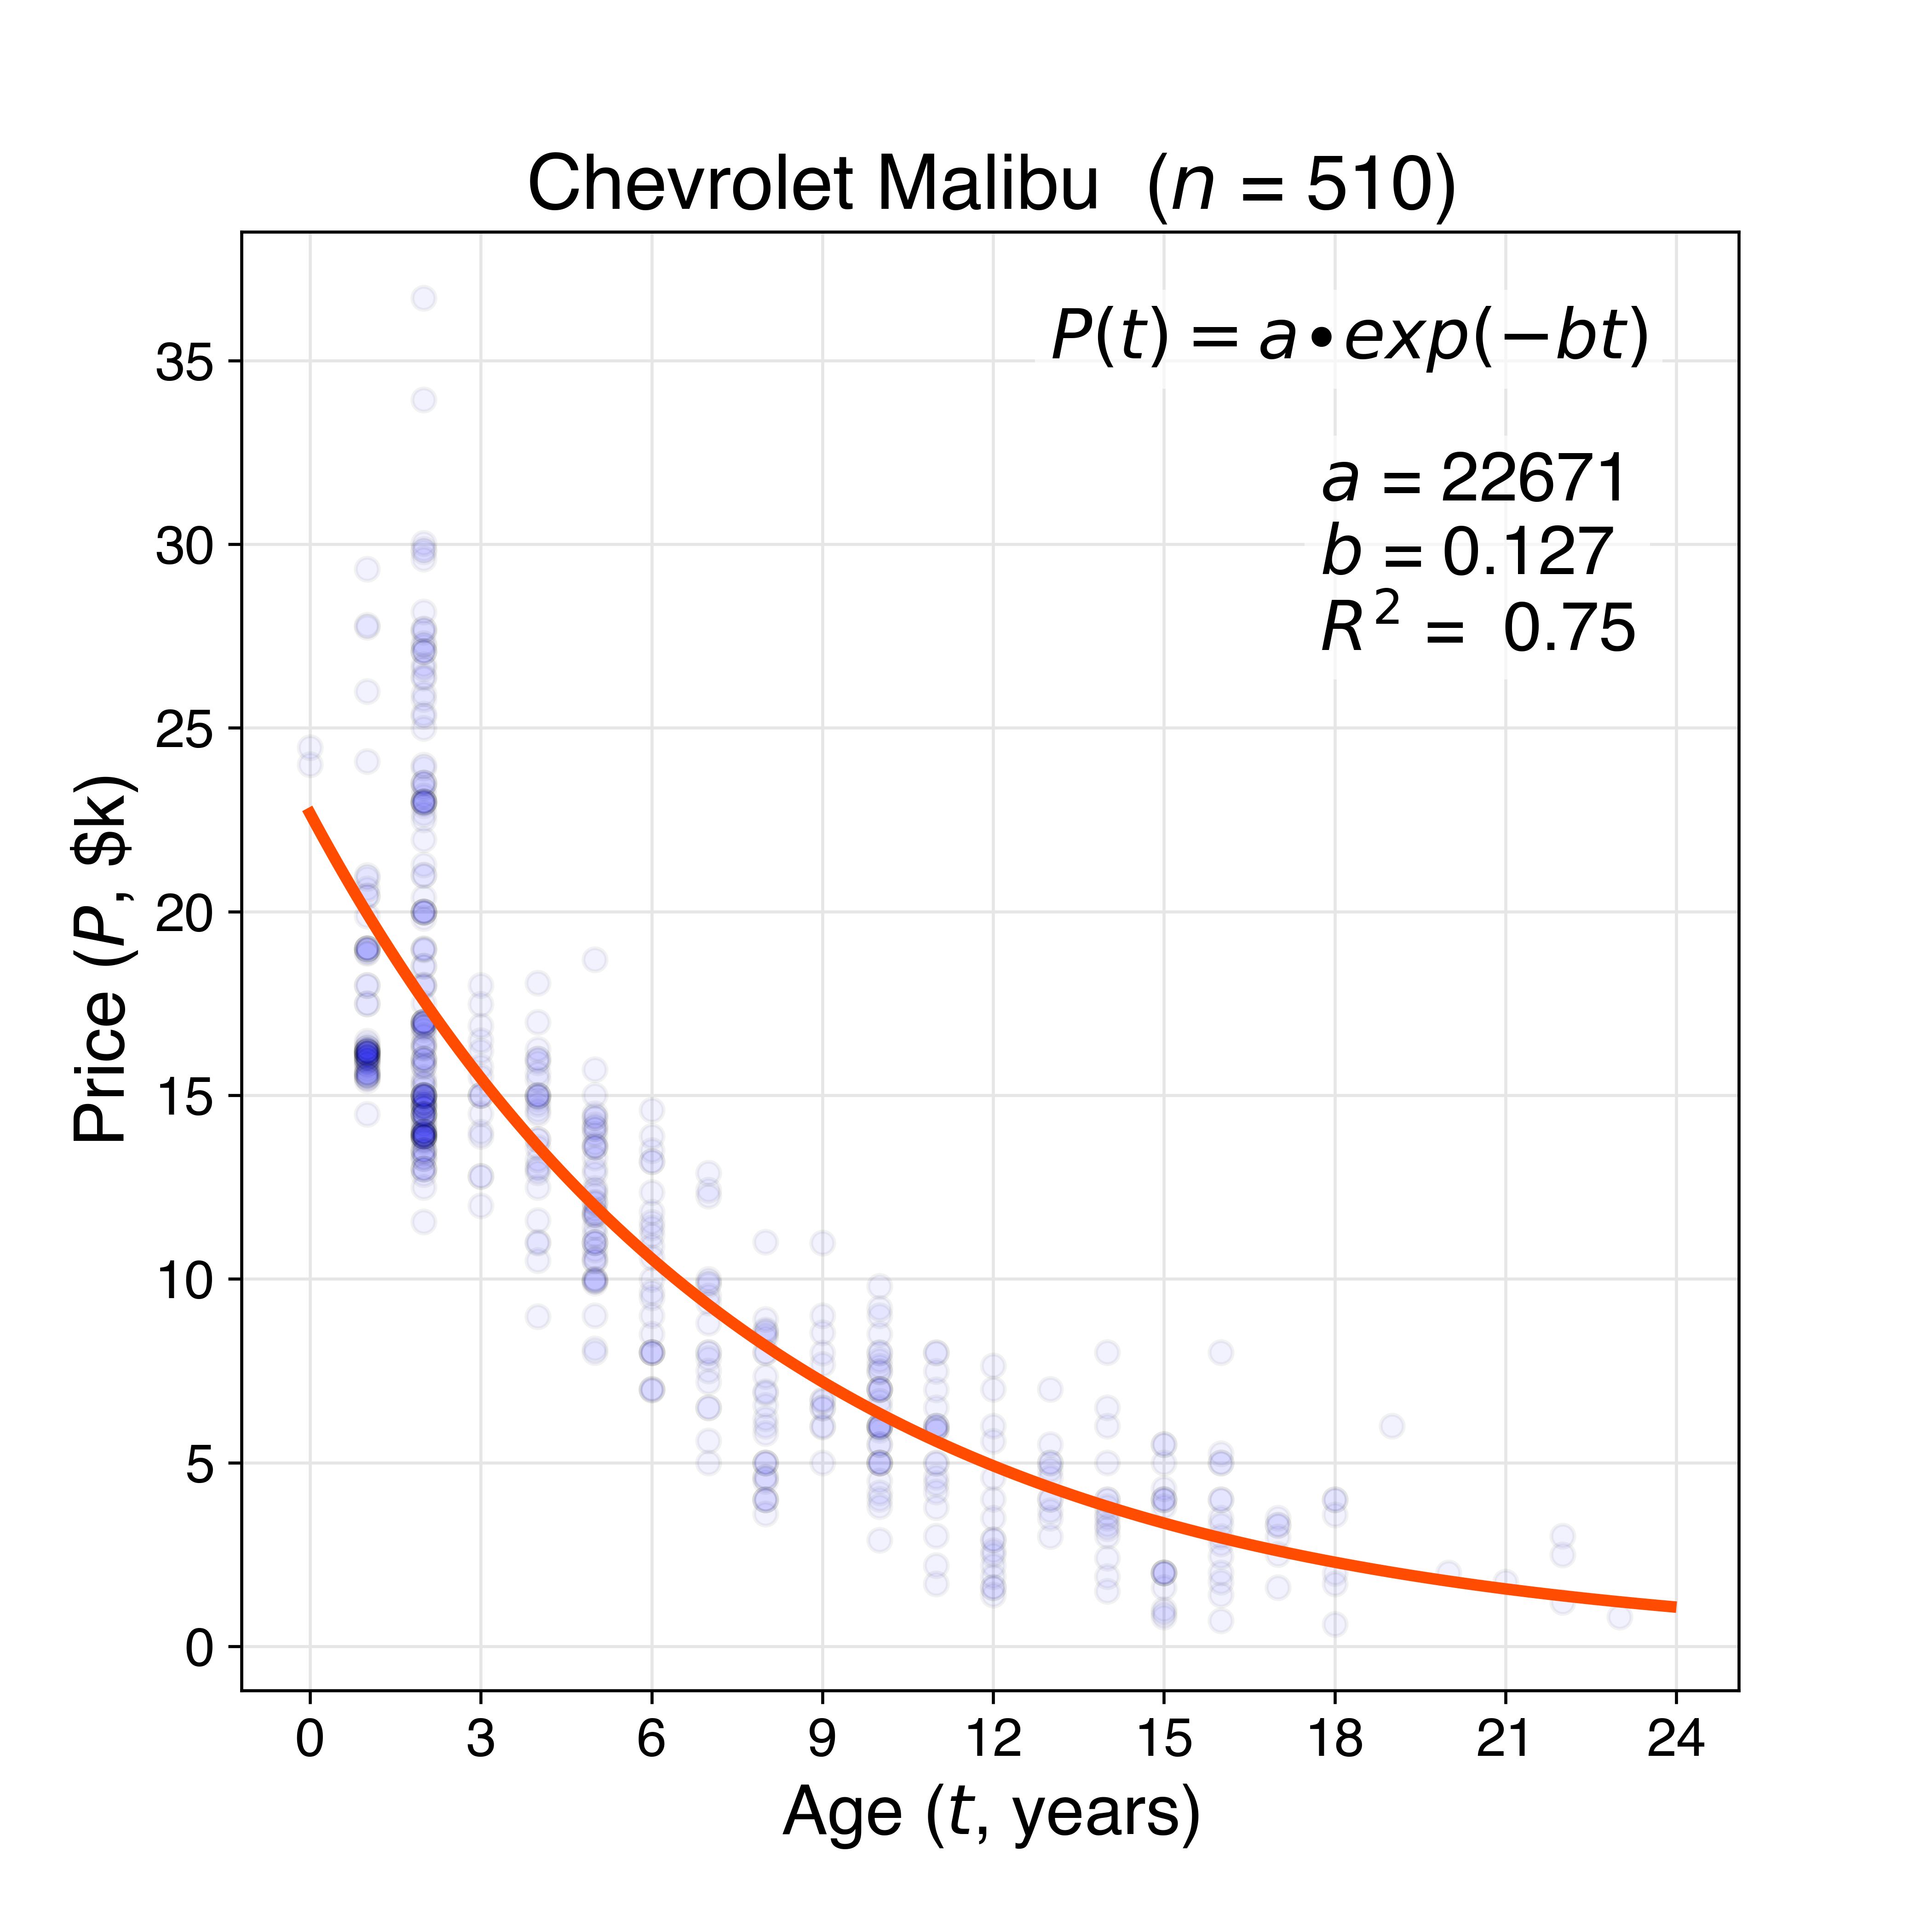 Chevrolet Malibu (n = 510)
P(t) = a•exp(−bt)
a = 22671
b = 0.127
R² = 0.75
Price (P, $k)
35
30
25
20
15
10
5
0
0 3 6 9 12 15 18 21 24
Age (t, years)